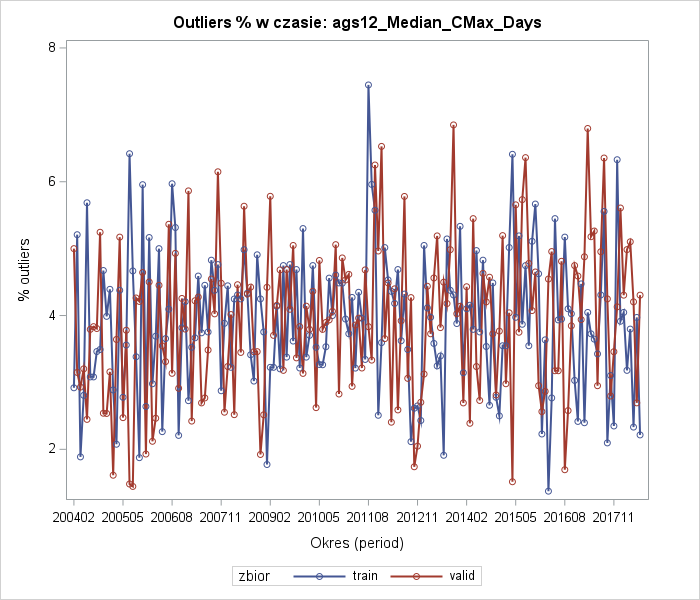 Outliers % w czasie: ags12_Median_CMax_Days
8
6
4
2
% outliers
200402 200505 200608 200711 200902 201005 201108 201211 201402 201505 201608 201711
Okres (period)
zbior train valid